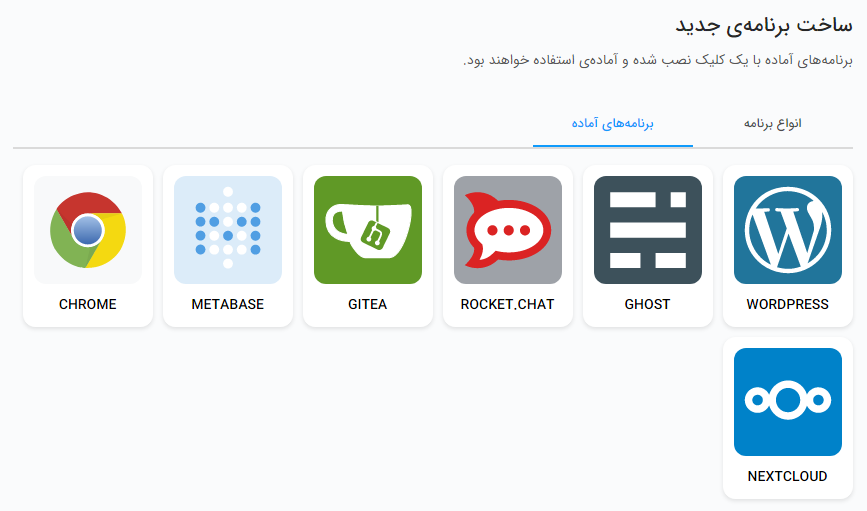 ساخت برنامه‌ی جدید
برنامه‌های آماده با یک کلیک نصب شده و آماده‌ی استفاده خواهند بود.
انواع برنامه
برنامه‌های آماده
WORDPRESS
GHOST
ROCKET.CHAT
GITEA
METABASE
CHROME
NEXTCLOUD